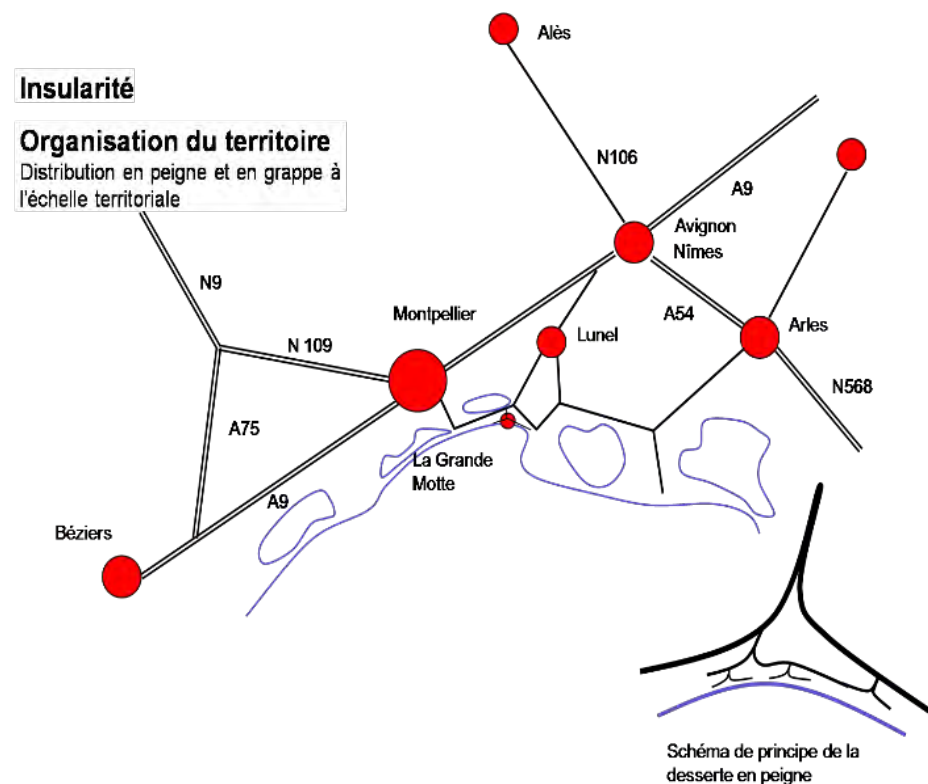 Insularité
Organisation du territoire
Distribution en peigne et en grappe à
l'échelle territoriale
Alès
N106
A9
Avignon
Nîmes
N9
Montpellier
A54
Arles
N 109
Lunel
N568
A75
La Grande
Motte
A9
Béziers
Schéma de principe de la
desserte en peigne